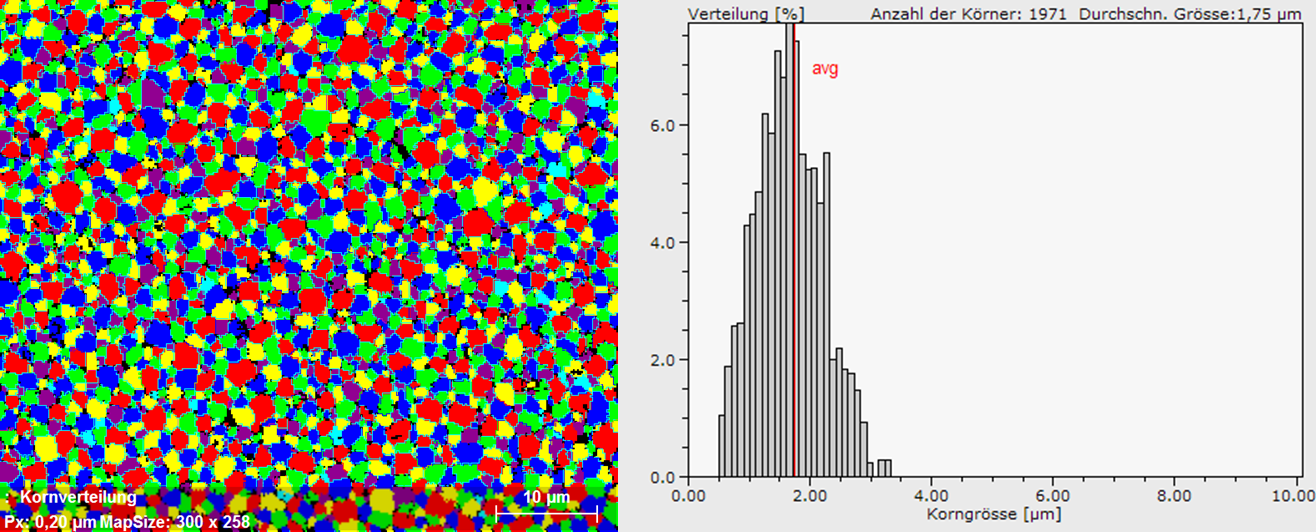 : Kornverteilung
10 µm
Px: 0,20 µm MapSize: 300 x 258
Verteilung [%] Anzahl der Körner: 1971 Durchschn. Grösse:1,75 µm
avg
6.0
4.0
2.0
0.0
0.00 2.00 4.00 6.00 8.00 10.00
Korngrösse [µm]